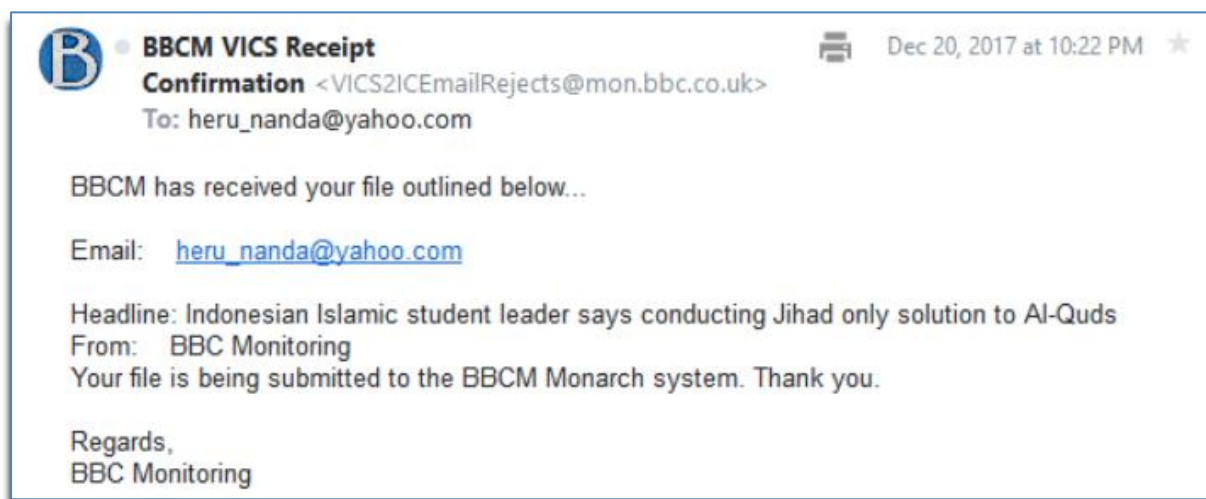 B
BBCM VICS Receipt Dec 20, 2017 at 10:22 PM
Confirmation <VICS2ICEmailRejects@mon.bbc.co.uk>
To: heru_nanda@yahoo.com
BBCM has received your file outlined below...
Email: heru_nanda@yahoo.com
Headline: Indonesian Islamic student leader says conducting Jihad only solution to Al-Quds
From: BBC Monitoring
Your file is being submitted to the BBCM Monarch system. Thank you.
Regards,
BBC Monitoring